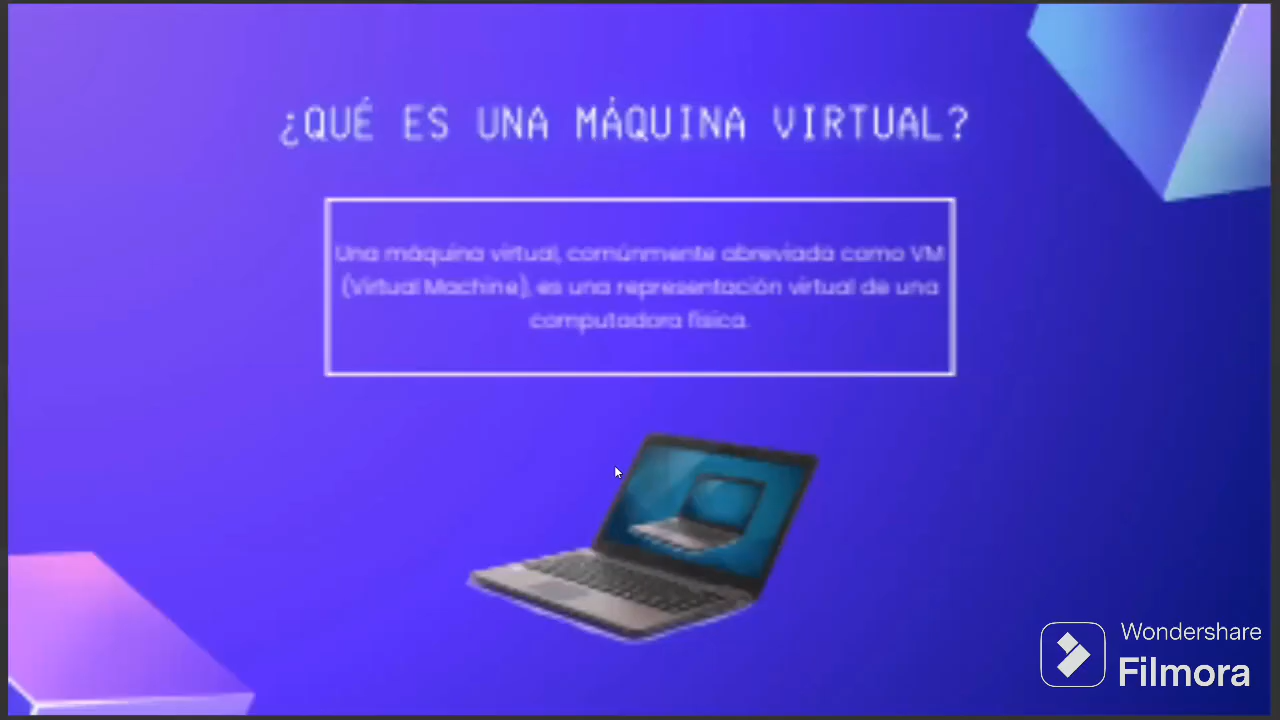 ¿QUÉ ES UNA MÁQUINA VIRTUAL?
Una máquina virtual, comúnmente abreviada como VM
(Virtual Machine), es una representación virtual de una
computadora física.
Wondershare
Filmora